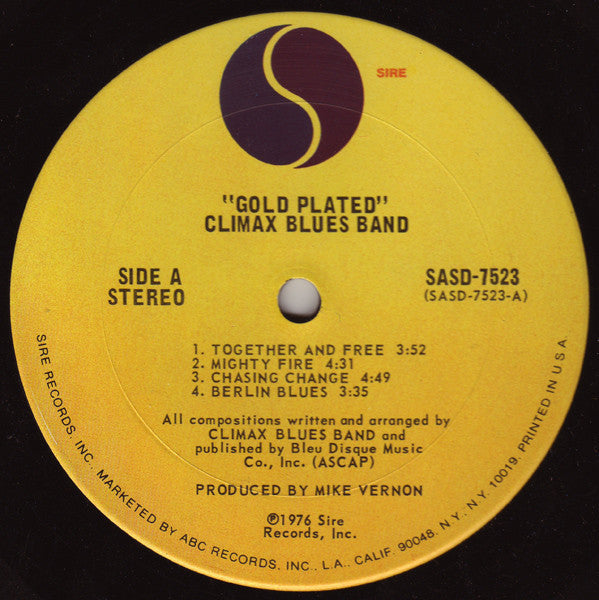 SIRE
"GOLD PLATED"
CLIMAX BLUES BAND
SIDE A
STEREO
SASD-7523
(SASD-7523-A)
1. TOGETHER AND FREE 3:52
2. MIGHTY FIRE 4:31
3. CHASING CHANGE 4:49
4. BERLIN BLUES 3:35
All compositions written and arranged by
CLIMAX BLUES BAND and
published by Bleu Disque Music
Co., Inc. (ASCAP)
PRODUCED BY MIKE VERNON
℗1976 Sire
Records, Inc.
SIRE RECORDS, INC., MARKETED BY ABC RECORDS, INC., L.A., CALIF. 90048. N.Y., N.Y. 10019. PRINTED IN U.S.A.